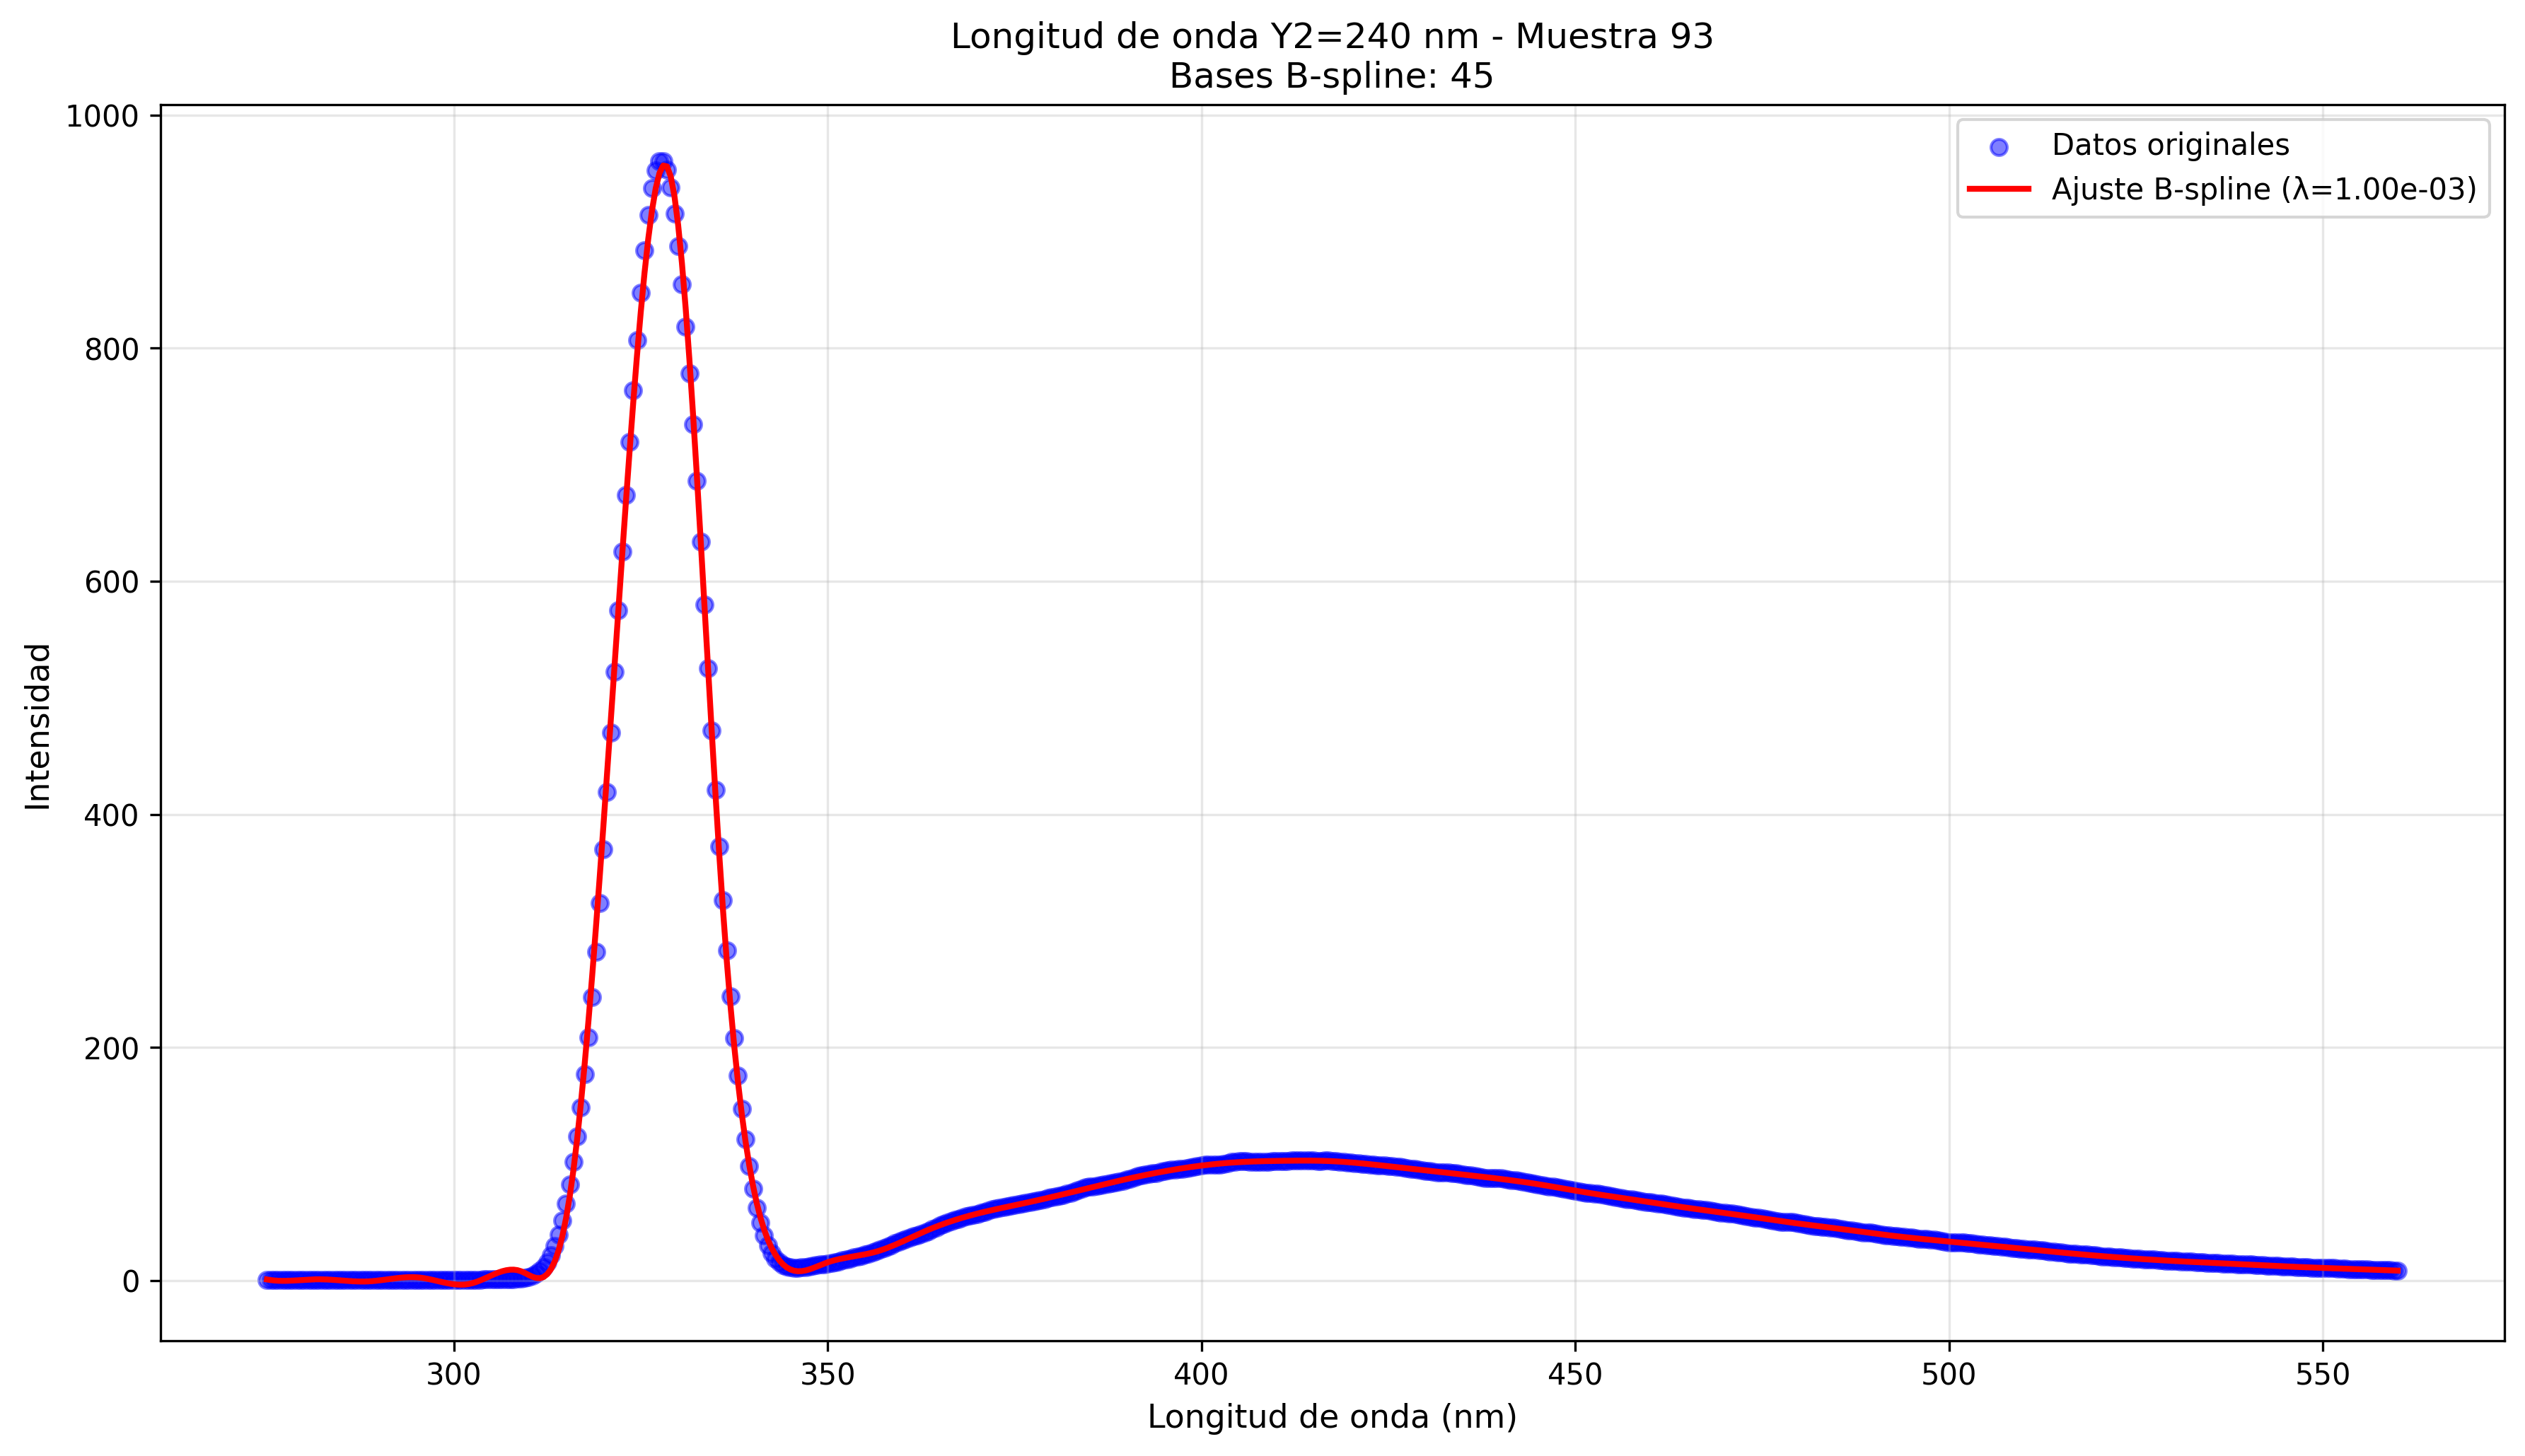 Longitud de onda Y2=240 nm - Muestra 93
Bases B-spline: 45
Datos originales
Ajuste B-spline (λ=1.00e-03)
Intensidad
1000
800
600
400
200
0
300 350 400 450 500 550
Longitud de onda (nm)